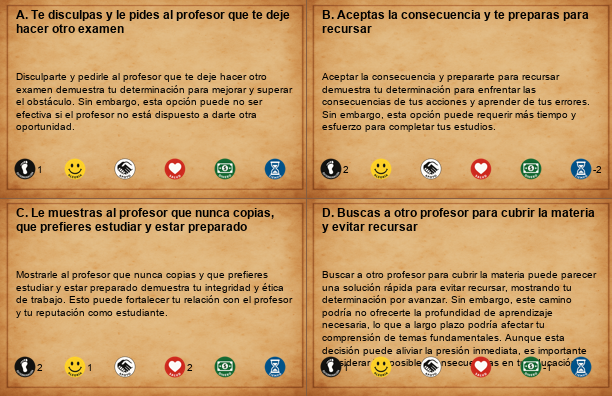 A. Te disculpas y le pides al profesor que te deje
hacer otro examen
Disculparte y pedirle al profesor que te deje hacer otro
examen demuestra tu determinación para mejorar y superar
el obstáculo. Sin embargo, esta opción puede no ser
efectiva si el profesor no está dispuesto a darte otra
oportunidad.
1
B. Aceptas la consecuencia y te preparas para
recursar
Aceptar la consecuencia y prepararte para recursar
demuestra tu determinación para enfrentar las
consecuencias de tus acciones y aprender de tus errores.
Sin embargo, esta opción puede requerir más tiempo y
esfuerzo para completar tus estudios.
2 -2
C. Le muestras al profesor que nunca copias,
que prefieres estudiar y estar preparado
Mostrarle al profesor que nunca copias y que prefieres
estudiar y estar preparado demuestra tu integridad y ética
de trabajo. Esto puede fortalecer tu relación con el profesor
y tu reputación como estudiante.
2 1 2
D. Buscas a otro profesor para cubrir la materia
y evitar recursar
Buscar a otro profesor para cubrir la materia puede parecer
una solución rápida para evitar recursar, mostrando tu
determinación por avanzar. Sin embargo, este camino
podría no ofrecerte la profundidad de aprendizaje
necesaria, lo que a largo plazo podría afectar tu
comprensión de temas fundamentales. Aunque esta
decisión puede aliviar la presión inmediata, es importante
-1